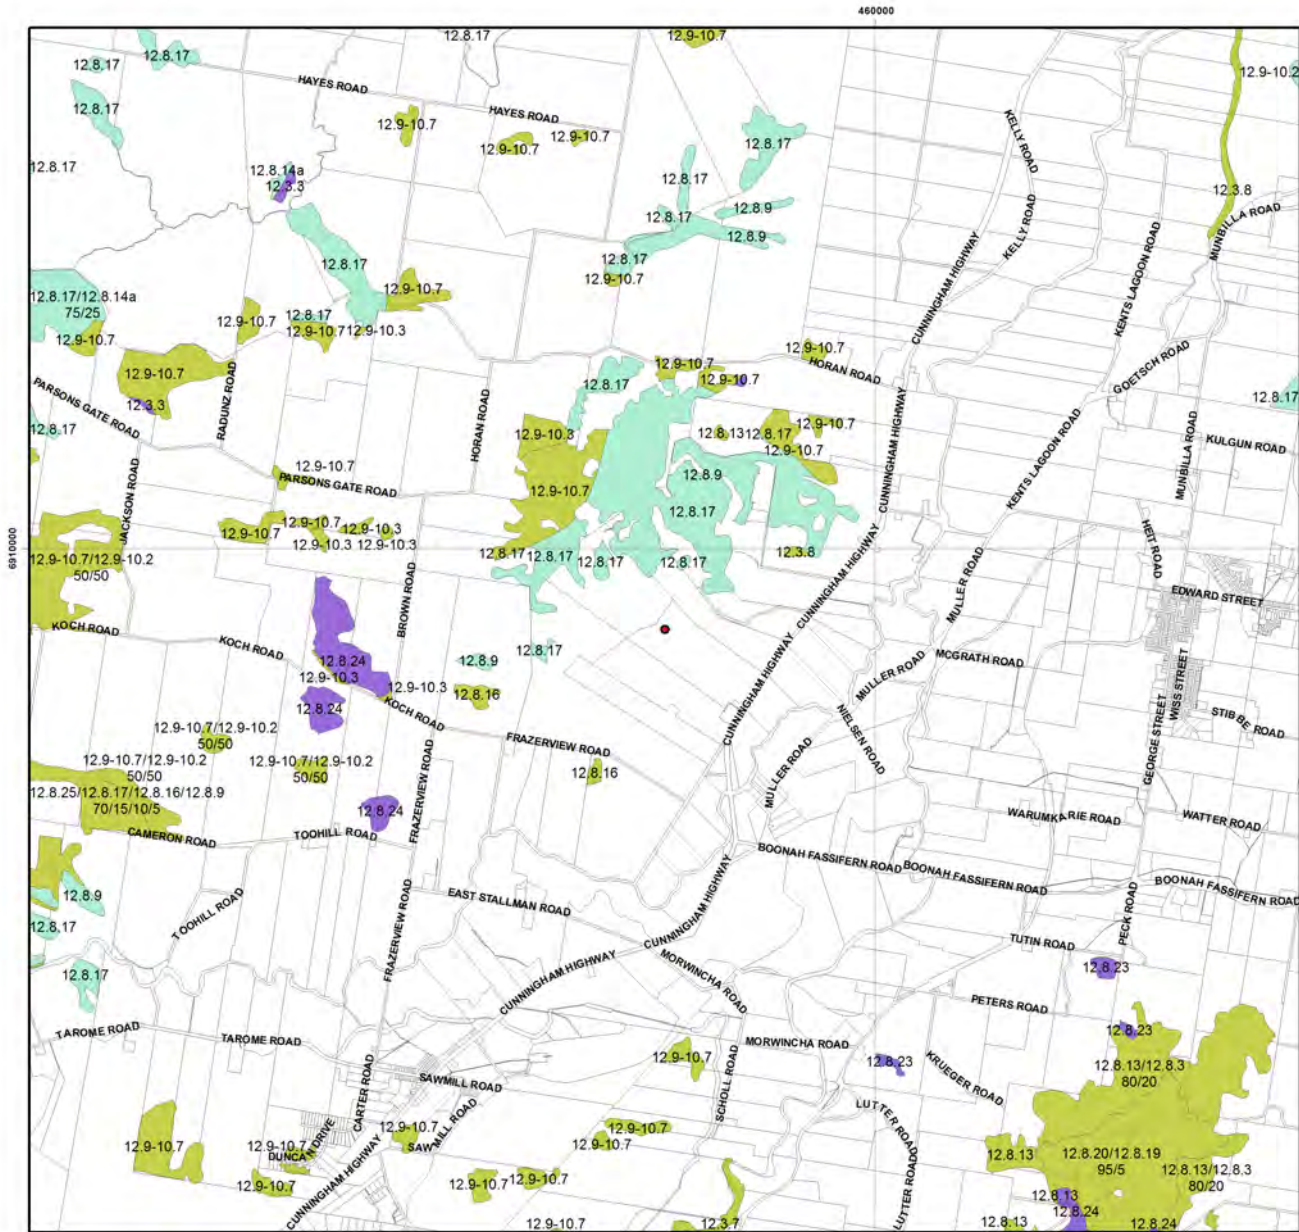 460000
12.8.17
12.9-10.7
12.8.17
12.9-10.2
12.8.17
HAYES ROAD
HAYES ROAD
12.8.17
12.9-10.7
12.9-10.7
12.9-10.7
12.8.17
KELLY ROAD
12.8.17
12.8.14a
12.3.3
12.8.17
12.3.8
12.8.17
12.8.9
KELLY ROAD
MUNBILLA ROAD
12.8.9
12.8.17
12.8.17
12.9-10.7
CUNNINGHAM HIGHWAY
KENTS LAGOON ROAD
12.8.17/12.8.14a
75/25
12.9-10.7
12.9-10.7
12.8.17
12.9-10.7
12.9-10.3
12.9-10.7
12.9-10.7
12.9-10.7
HORAN ROAD
GOETSCH ROAD
12.9-10.7
12.9-10.7
12.8.17
12.8.17
12.3.3
RADUNZ ROAD
PARSONS GATE ROAD
12.8.17
HORAN ROAD
12.9-10.3
12.8.13
12.8.17
12.9-10.7
12.9-10.7
CUNNINGHAM HIGHWAY
KENTS LAGOON ROAD
KULGUN ROAD
MUNBILLA ROAD
12.9-10.7
PARSONS GATE ROAD
12.9-10.7
12.8.9
12.8.17
JACKSON ROAD
12.9-10.7
12.9-10.7
12.9-10.3
12.9-10.3
12.9-10.3
6910000
12.9-10.7/12.9-10.2
50/50
12.8.17
12.8.17
12.8.17
12.8.17
12.3.8
CUNNINGHAM HIGHWAY
HEIT ROAD
MULLER ROAD
EDWARD STREET
BROWN ROAD
KOCH ROAD
KOCH ROAD
12.8.24
12.9-10.3
12.9-10.3
12.8.9
12.8.17
12.8.16
CUNNINGHAM HIGHWAY
MULLER ROAD
MCGRATH ROAD
12.8.24
KOCH ROAD
WISS STREET
STIBBE ROAD
12.9-10.7/12.9-10.2
50/50
FRAZERVIEW ROAD
NIELSEN ROAD
GEORGE STREET
12.9-10.7/12.9-10.2
50/50
12.9-10.7/12.9-10.2
50/50
12.8.16
MULLER ROAD
12.8.25/12.8.17/12.8.16/12.8.9
70/15/10/5
12.8.24
FRAZERVIEW ROAD
WARUMKARIE ROAD
WATTER ROAD
CAMERON ROAD
TOOHILL ROAD
BOONAH FASSIFERN ROAD
BOONAH FASSIFERN ROAD
BOONAH FASSIFERN ROAD
12.8.9
12.8.17
TOOHILL ROAD
EAST STALLMAN ROAD
CUNNINGHAM HIGHWAY
PECK ROAD
FRAZERVIEW ROAD
TUTIN ROAD
12.8.17
CUNNINGHAM HIGHWAY
MORWINCHA ROAD
12.8.23
PETERS ROAD
TAROME ROAD
TAROME ROAD
MORWINCHA ROAD
12.8.23
12.9-10.7
12.8.23
KRUEGER ROAD
12.8.13/12.8.3
80/20
CARTER ROAD
SAWMILL ROAD
SCHOLL ROAD
SAWMILL ROAD
LUTTER ROAD
12.9-10.7
12.9-10.7
12.9-10.7
DUNCAN DRIVE
12.9-10.7
12.9-10.7
CUNNINGHAM HIGHWAY
12.9-10.7
12.9-10.7
12.8.13
12.8.20/12.8.19
95/5
12.8.13/12.8.3
80/20
LUTTER ROAD
12.8.13
12.8.24
12.9-10.7
12.3.7
12.8.13
12.8.24